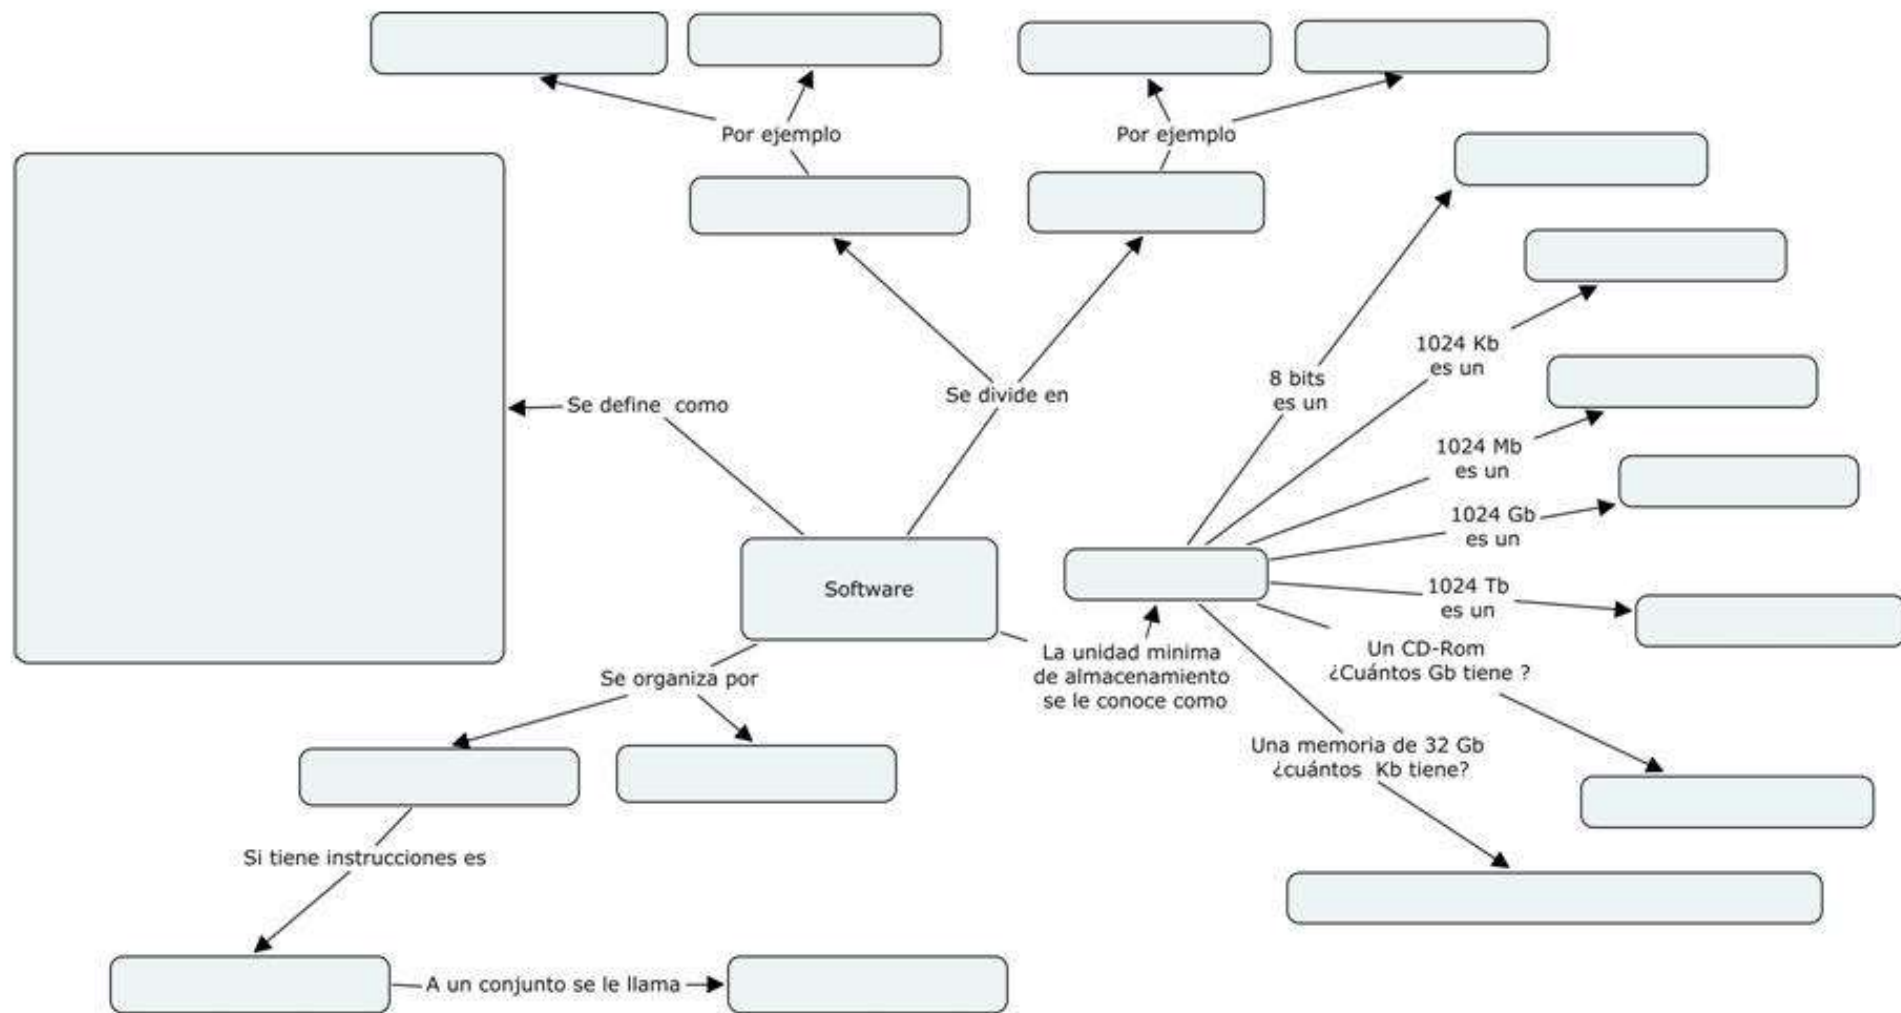 Por ejemplo
Por ejemplo
8 bits
es un
1024 Kb
es un
Se define  como
Se divide en
1024 Mb
es un
1024 Gb
es un
Software
1024 Tb
es un
La unidad minima
de almacenamiento
se le conoce como
Un CD-Rom
¿Cuántos Gb tiene ?
Se organiza por
Una memoria de 32 Gb
¿cuántos  Kb tiene?
Si tiene instrucciones es
A un conjunto se le llama